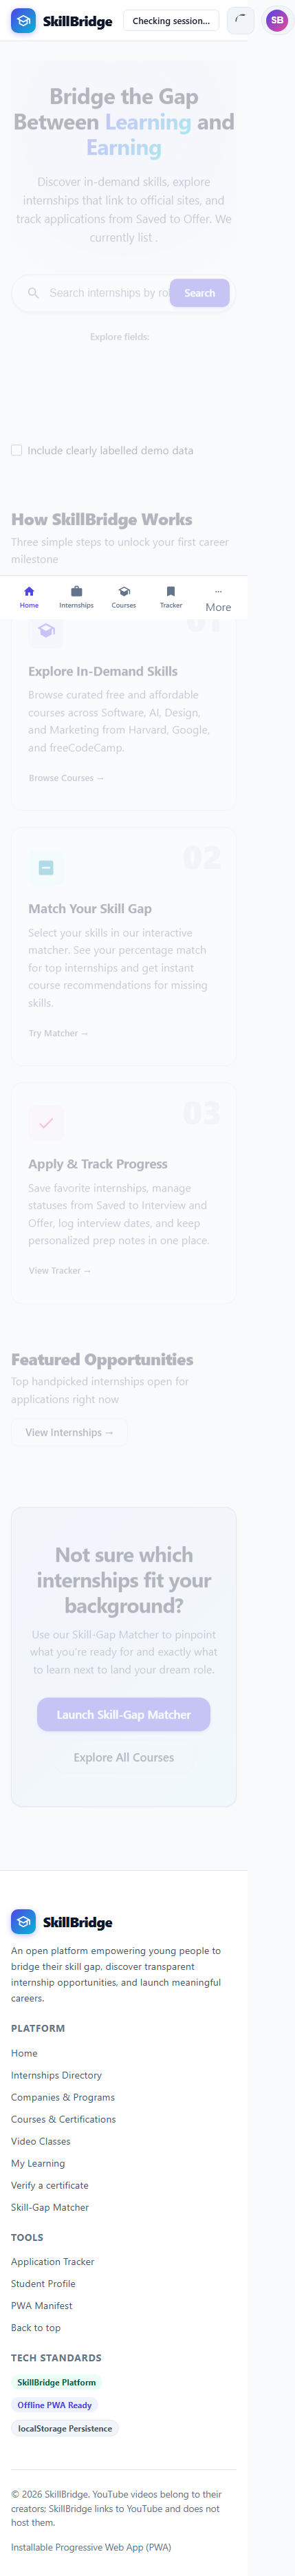 SkillBridge
Checking session...
SB
Bridge the Gap
Between Learning and
Earning
Discover in-demand skills, explore
internships that link to official sites, and
track applications from Saved to Offer. We
currently list .
Search internships by ro
Search
Explore fields:
Include clearly labelled demo data
How SkillBridge Works
Three simple steps to unlock your first career
milestone
Home
Internships
Courses
Tracker
More
01
Explore In-Demand Skills
Browse curated free and affordable
courses across Software, AI, Design,
and Marketing from Harvard, Google,
and freeCodeCamp.
Browse Courses →
02
Match Your Skill Gap
Select your skills in our interactive
matcher. See your percentage match
for top internships and get instant
course recommendations for missing
skills.
Try Matcher →
03
Apply & Track Progress
Save favorite internships, manage
statuses from Saved to Interview and
Offer, log interview dates, and keep
personalized prep notes in one place.
View Tracker →
Featured Opportunities
Top handpicked internships open for
applications right now
View Internships →
Not sure which
internships fit your
background?
Use our Skill-Gap Matcher to pinpoint
what you're ready for and exactly what
to learn next to land your dream role.
Launch Skill-Gap Matcher
Explore All Courses
SkillBridge
An open platform empowering young people to
bridge their skill gap, discover transparent
internship opportunities, and launch meaningful
careers.
PLATFORM
Home
Internships Directory
Companies & Programs
Courses & Certifications
Video Classes
My Learning
Verify a certificate
Skill-Gap Matcher
TOOLS
Application Tracker
Student Profile
PWA Manifest
Back to top
TECH STANDARDS
SkillBridge Platform
Offline PWA Ready
localStorage Persistence
© 2026 SkillBridge. YouTube videos belong to their
creators; SkillBridge links to YouTube and does not
host them.
Installable Progressive Web App (PWA)